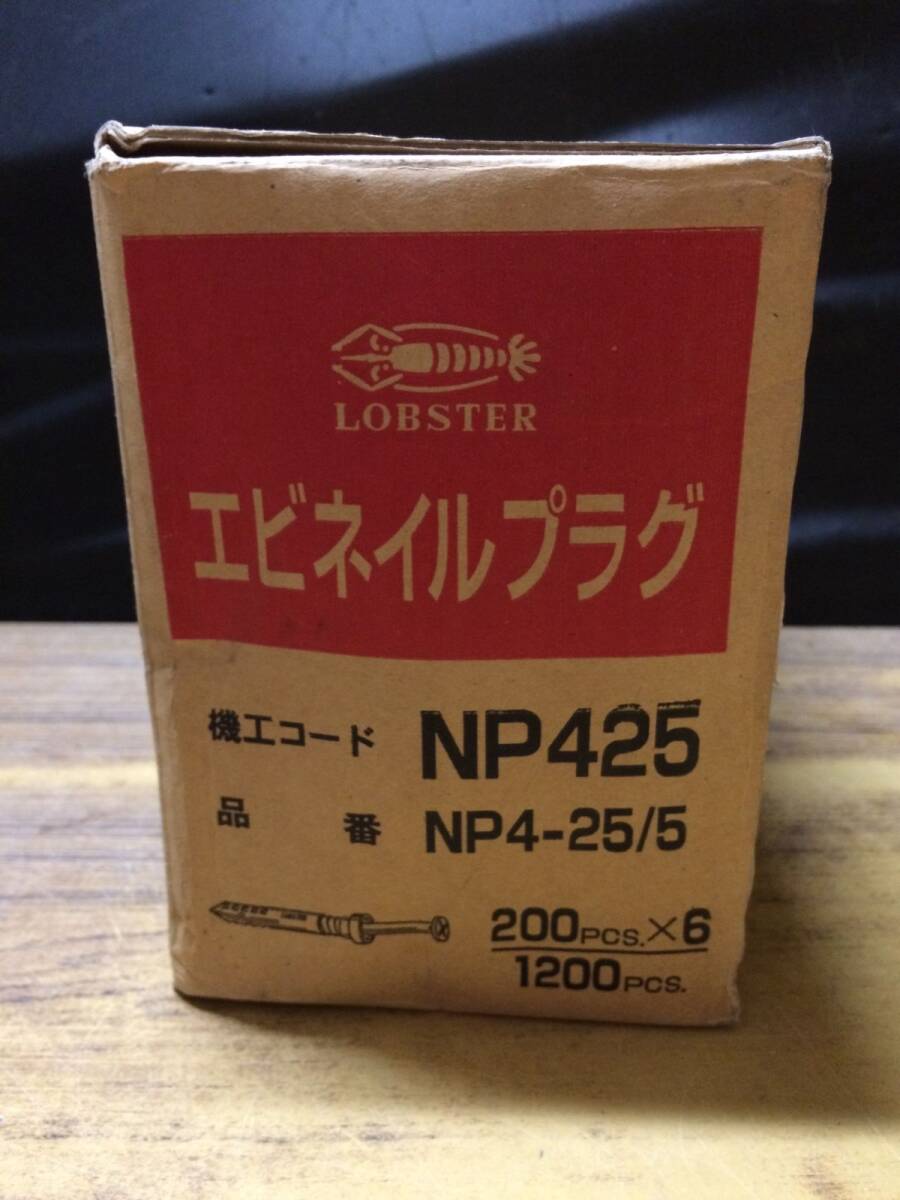 LOBSTER
エビネイルプラグ
機工コード NP425
品番 NP4-25/5
200PCS.×6
1200PCS.